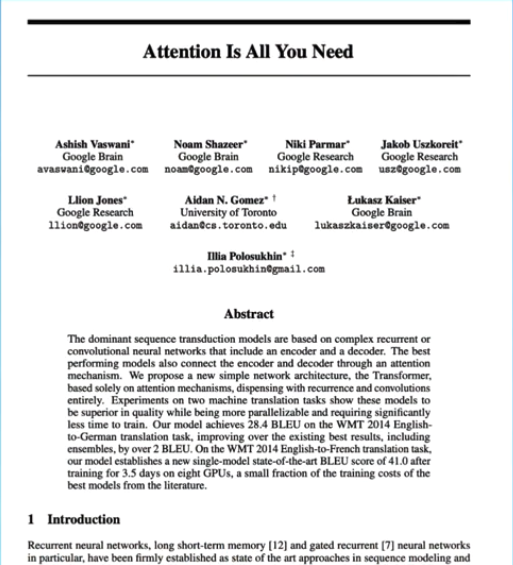 Attention Is All You Need
Ashish Vaswani* Noam Shazeer* Niki Parmar* Jakob Uszkoreit*
Google Brain Google Brain Google Research Google Research
avaswani@google.com noam@google.com nikip@google.com usz@google.com
Llion Jones* Aidan N. Gomez* † Łukasz Kaiser*
Google Research University of Toronto Google Brain
llion@google.com aidan@cs.toronto.edu lukaszkaiser@google.com
Illia Polosukhin* ‡
illia.polosukhin@gmail.com
Abstract
The dominant sequence transduction models are based on complex recurrent or
convolutional neural networks that include an encoder and a decoder. The best
performing models also connect the encoder and decoder through an attention
mechanism. We propose a new simple network architecture, the Transformer,
based solely on attention mechanisms, dispensing with recurrence and convolutions
entirely. Experiments on two machine translation tasks show these models to
be superior in quality while being more parallelizable and requiring significantly
less time to train. Our model achieves 28.4 BLEU on the WMT 2014 English-
to-German translation task, improving over the existing best results, including
ensembles, by over 2 BLEU. On the WMT 2014 English-to-French translation task,
our model establishes a new single-model state-of-the-art BLEU score of 41.0 after
training for 3.5 days on eight GPUs, a small fraction of the training costs of the
best models from the literature.
1 Introduction
Recurrent neural networks, long short-term memory [12] and gated recurrent [7] neural networks
in particular, have been firmly established as state of the art approaches in sequence modeling and